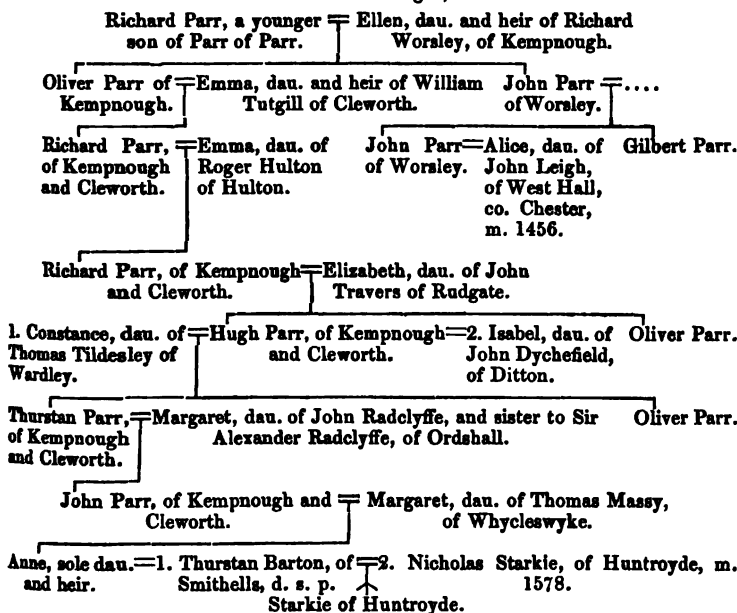 Richard Parr, a younger = Ellen, dau. and heir of Richard
son of Parr of Parr. Worsley, of Kempnough.
Oliver Parr of = Emma, dau. and heir of William John Parr = ....
Kempnough. Tutgill of Cleworth. of Worsley.
Richard Parr, = Emma, dau. of John Parr = Alice, dau. of Gilbert Parr.
of Kempnough Roger Hulton of Worsley. John Leigh,
and Cleworth. of Hulton. of West Hall,
co. Chester,
m. 1456.
Richard Parr, of Kempnough = Elizabeth, dau. of John
and Cleworth. Travers of Rudgate.
1. Constance, dau. of = Hugh Parr, of Kempnough = 2. Isabel, dau. of Oliver Parr.
Thomas Tildesley of and Cleworth. John Dychefield,
Wardley. of Ditton.
Thurstan Parr, = Margaret, dau. of John Radclyffe, and sister to Sir Oliver Parr.
of Kempnough Alexander Radclyffe, of Ordshall.
and Cleworth.
John Parr, of Kempnough and = Margaret, dau. of Thomas Massy,
Cleworth. of Whycleswyke.
Anne, sole dau. = 1. Thurstan Barton, of = 2. Nicholas Starkie, of Huntroyde, m.
and heir. Smithells, d. s. p. 1578.
Starkie of Huntroyde.